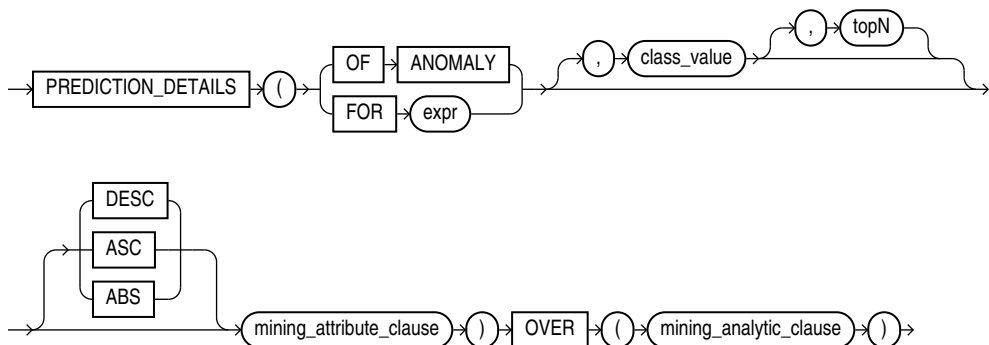 , topN
OF ANOMALY , class_value
PREDICTION_DETAILS (
FOR expr
DESC
ASC
ABS
mining_attribute_clause ) OVER ( mining_analytic_clause )